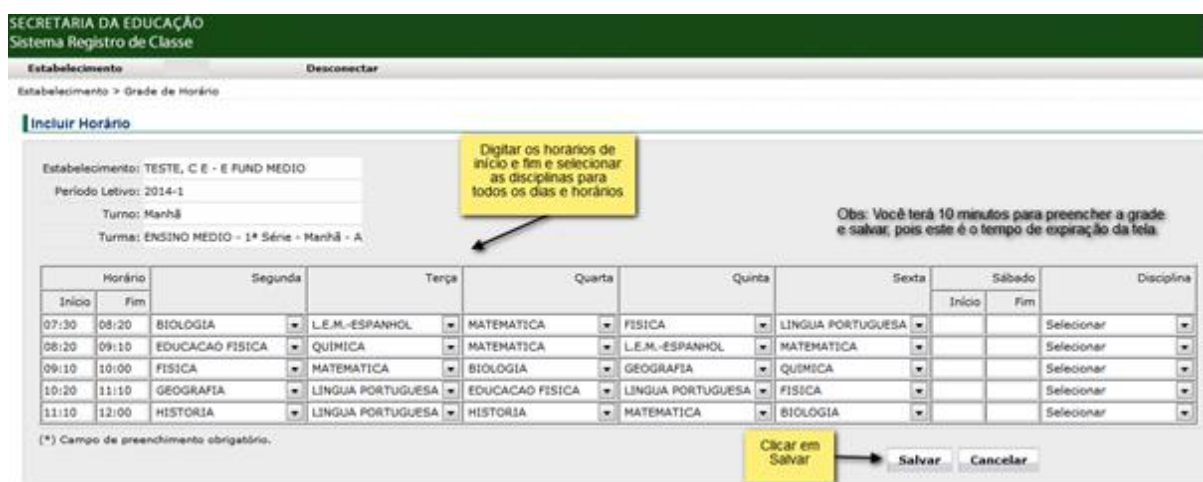 SECRETARIA DA EDUCAÇÃO
Sistema Registro de Classe
Estabelecimento Desconectar
Estabelecimento > Grade de Horário
Incluir Horário
Digitar os horários de
início e fim e selecionar
as disciplinas para
todos os dias e horários
Estabelecimento: TESTE, C E - E FUND MEDIO
Período Letivo: 2014-1
Turno: Manhã
Turma: ENSINO MEDIO - 1ª Série - Manhã - A
Obs: Você terá 10 minutos para preencher a grade
e salvar, pois este é o tempo de expiração da tela.
Horário Segunda Terça Quarta Quinta Sexta Sábado Disciplina
Início Fim Início Fim
07:30 08:20 BIOLOGIA L.E.M.-ESPANHOL MATEMATICA FISICA LINGUA PORTUGUESA Selecionar
08:20 09:10 EDUCACAO FISICA QUIMICA MATEMATICA L.E.M.-ESPANHOL MATEMATICA Selecionar
09:10 10:00 FISICA MATEMATICA BIOLOGIA GEOGRAFIA QUIMICA Selecionar
10:20 11:10 GEOGRAFIA LINGUA PORTUGUESA EDUCACAO FISICA LINGUA PORTUGUESA FISICA Selecionar
11:10 12:00 HISTORIA LINGUA PORTUGUESA HISTORIA MATEMATICA BIOLOGIA Selecionar
(*) Campo de preenchimento obrigatório.
Clicar em
Salvar
Salvar Cancelar